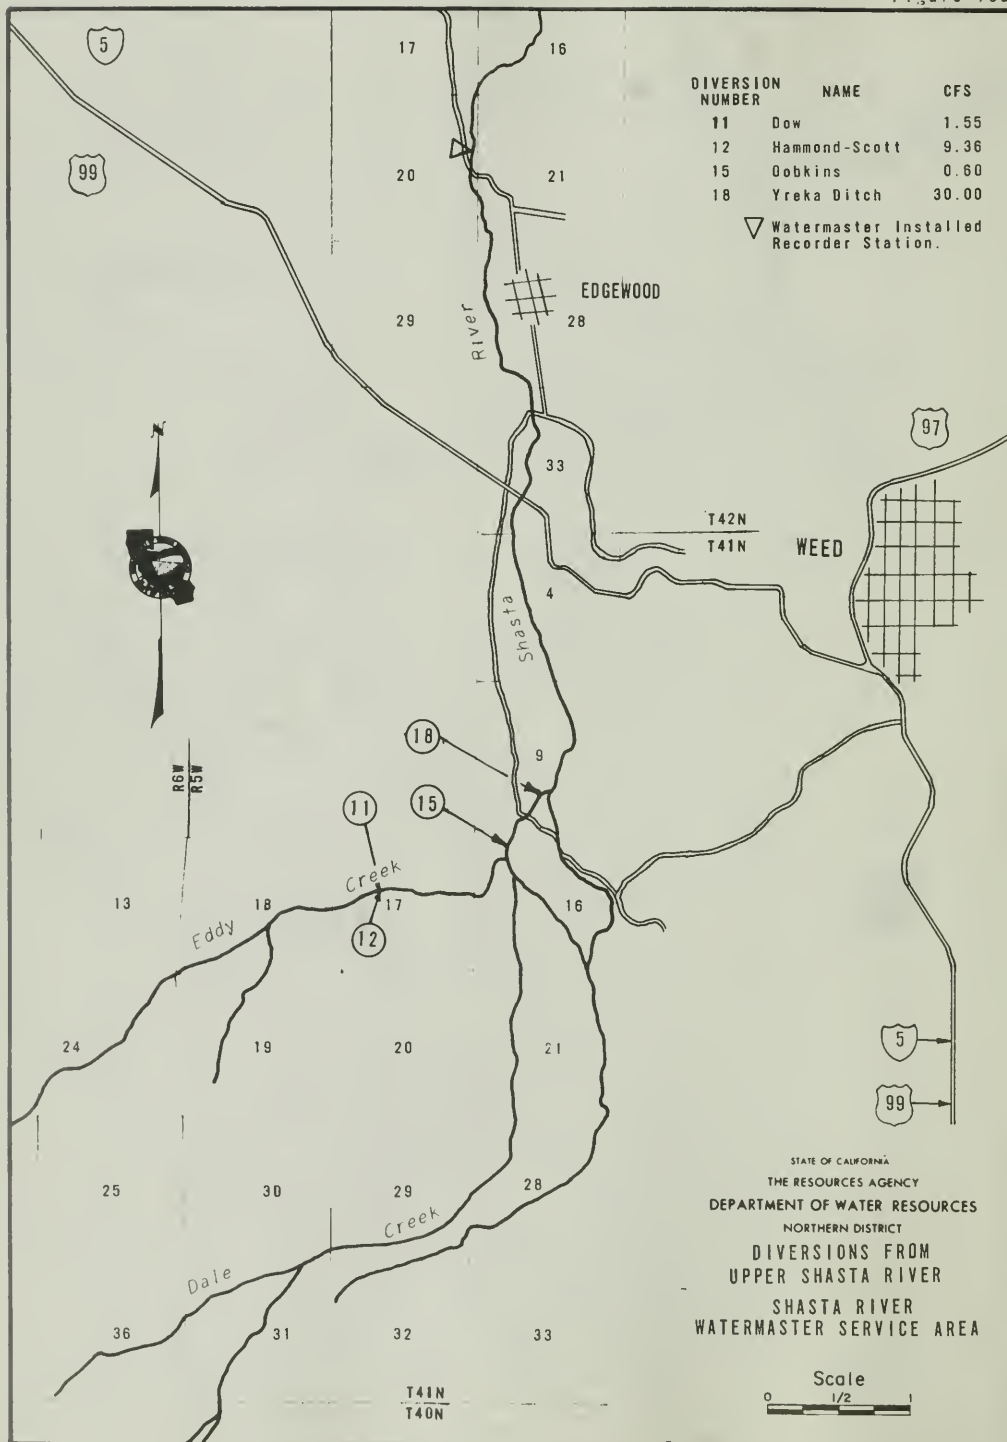 5
17
16
99
20
21
DIVERSION NUMBER NAME CFS
11 Dow 1.55
12 Hammond-Scott 9.36
15 Dobkins 0.60
18 Yreka Ditch 30.00
Watermaster Installed
Recorder Station.
EDGEWOOD
29
28
River
N
97
33
T42N
T41N
WEED
4
Shasta
18
9
R6W
R5W
11
15
13
18
Eddy Creek
17
16
12
24
19
20
21
5
99
25
30
29
28
Dale Creek
36
31
32
33
T41N
T40N
STATE OF CALIFORNIA
THE RESOURCES AGENCY
DEPARTMENT OF WATER RESOURCES
NORTHERN DISTRICT
DIVERSIONS FROM
UPPER SHASTA RIVER
SHASTA RIVER
WATERMASTER SERVICE AREA
Scale
0 1/2 1